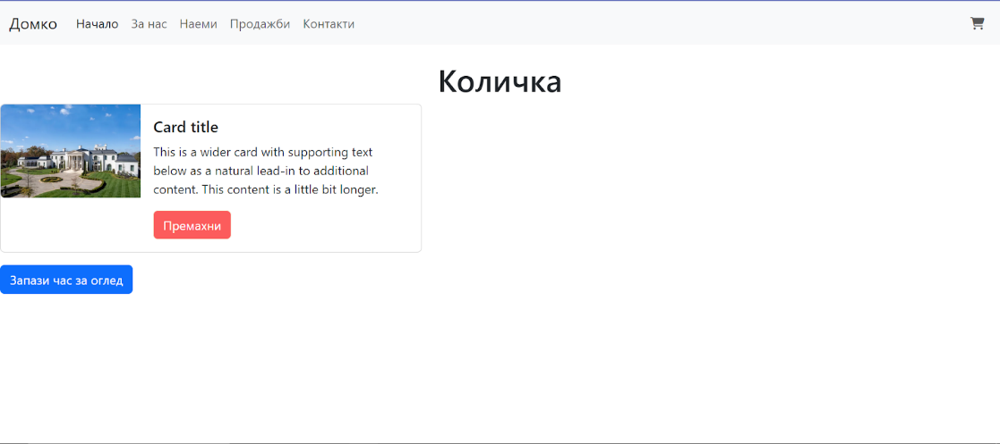 Домко Начало За нас Наеми Продажби Контакти
Количка
Card title
This is a wider card with supporting text
below as a natural lead-in to additional
content. This content is a little bit longer.
Премахни
Запази час за оглед